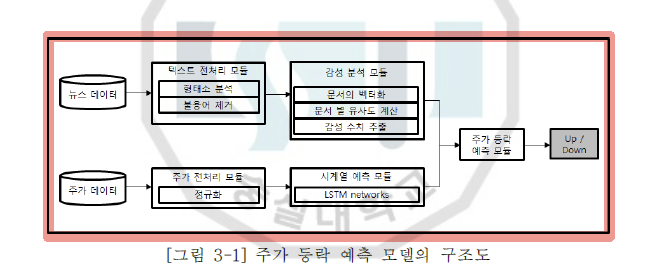 텍스트 전처리 모듈
감성 분석 모듈
뉴스 데이터
형태소 분석
불용어 제거
문서의 벡터화
문서 별 유사도 계산
감성 수치 추출
주가 등락
예측 모듈
Up /
Down
주가 데이터
주가 전처리 모듈
정규화
시계열 예측 모듈
LSTM networks
숭실대학교
[그림 3-1] 주가 등락 예측 모델의 구조도